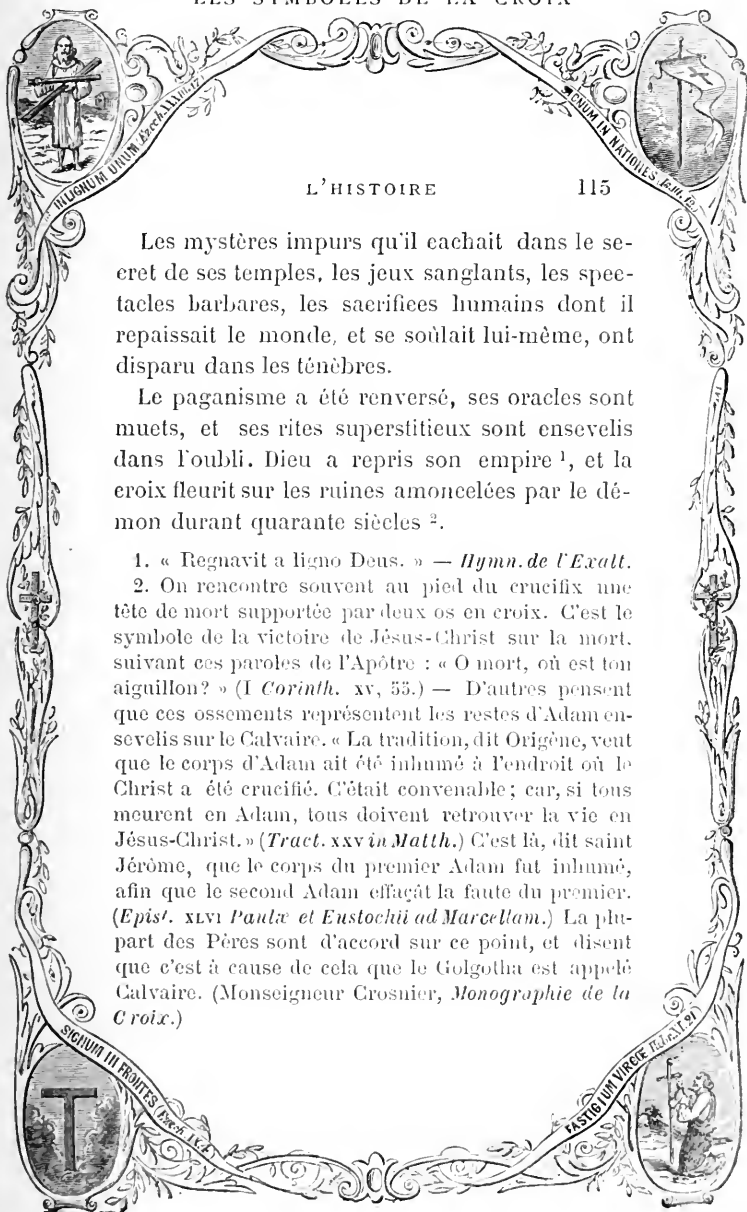 LES SYMBOLES DE LA CROIX
IN LIGNUM UNUM (Ezech. XXXVII. 17)
SIGNUM IN NATIONES
L'HISTOIRE 115
Les mystères impurs qu'il cachait dans le se-
cret de ses temples, les jeux sanglants, les spec-
tacles barbares, les sacrifices humains dont il
repaissait le monde, et se soûlait lui-même, ont
disparu dans les ténèbres.
Le paganisme a été renversé, ses oracles sont
muets, et ses rites superstitieux sont ensevelis
dans l'oubli. Dieu a repris son empire ¹, et la
croix fleurit sur les ruines amoncelées par le dé-
mon durant quarante siècles ².
1. « Regnavit a ligno Deus. » — Hymn. de l'Exalt.
2. On rencontre souvent au pied du crucifix une
tête de mort supportée par deux os en croix. C'est le
symbole de la victoire de Jésus-Christ sur la mort,
suivant ces paroles de l'Apôtre : « O mort, où est ton
aiguillon? » (I Corinth. xv, 55.) — D'autres pensent
que ces ossements représentent les restes d'Adam en-
sevelis sur le Calvaire. « La tradition, dit Origène, veut
que le corps d'Adam ait été inhumé à l'endroit où le
Christ a été crucifié. C'était convenable; car, si tous
meurent en Adam, tous doivent retrouver la vie en
Jésus-Christ. » (Tract. xxv in Matth.) C'est là, dit saint
Jérôme, que le corps du premier Adam fut inhumé,
afin que le second Adam effaçât la faute du premier.
(Epist. XLVI Paulæ et Eustochii ad Marcellam.) La plu-
part des Pères sont d'accord sur ce point, et disent
que c'est à cause de cela que le Golgotha est appelé
Calvaire. (Monseigneur Crosnier, Monographie de la
Croix.)
SIGNUM IN FRONTES (Ezech. IX. 4)
FASTIGIUM VIRGÆ